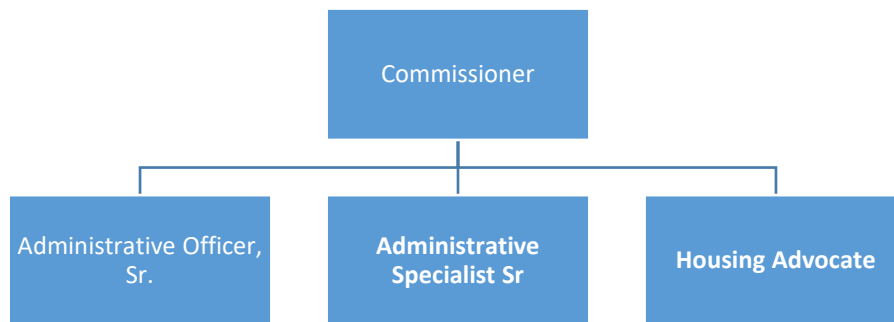 Commissioner
Administrative Officer,
Sr.
Administrative
Specialist Sr
Housing Advocate